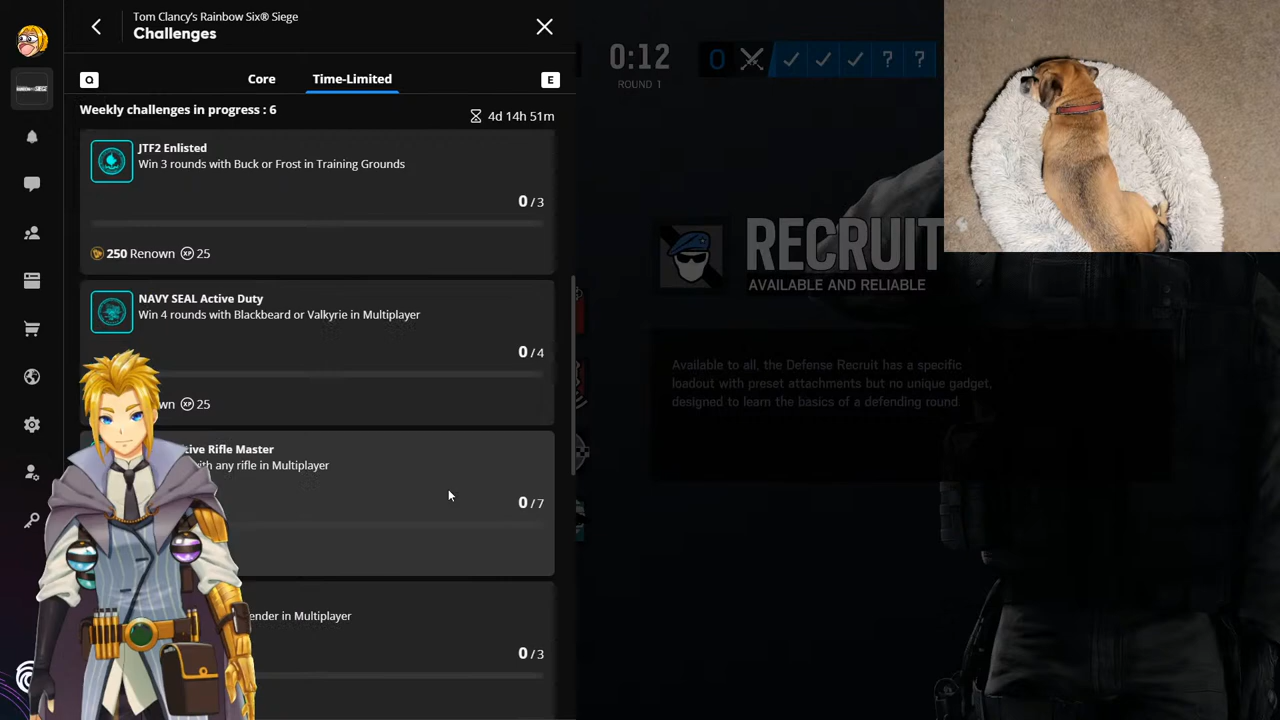 Tom Clancy's Rainbow Six® Siege
Challenges
Q
Core
Time-Limited
E
Weekly challenges in progress : 6
4d 14h 51m
JTF2 Enlisted
Win 3 rounds with Buck or Frost in Training Grounds
0 / 3
250 Renown XP 25
NAVY SEAL Active Duty
Win 4 rounds with Blackbeard or Valkyrie in Multiplayer
0 / 4
own XP 25
ive Rifle Master
with any rifle in Multiplayer
0 / 7
ender in Multiplayer
0 / 3
0:12
ROUND 1
0
? ?
RECRUIT
AVAILABLE AND RELIABLE
Available to all, the Defense Recruit has a specific
loadout with preset attachments but no unique gadget,
designed to learn the basics of a defending round.